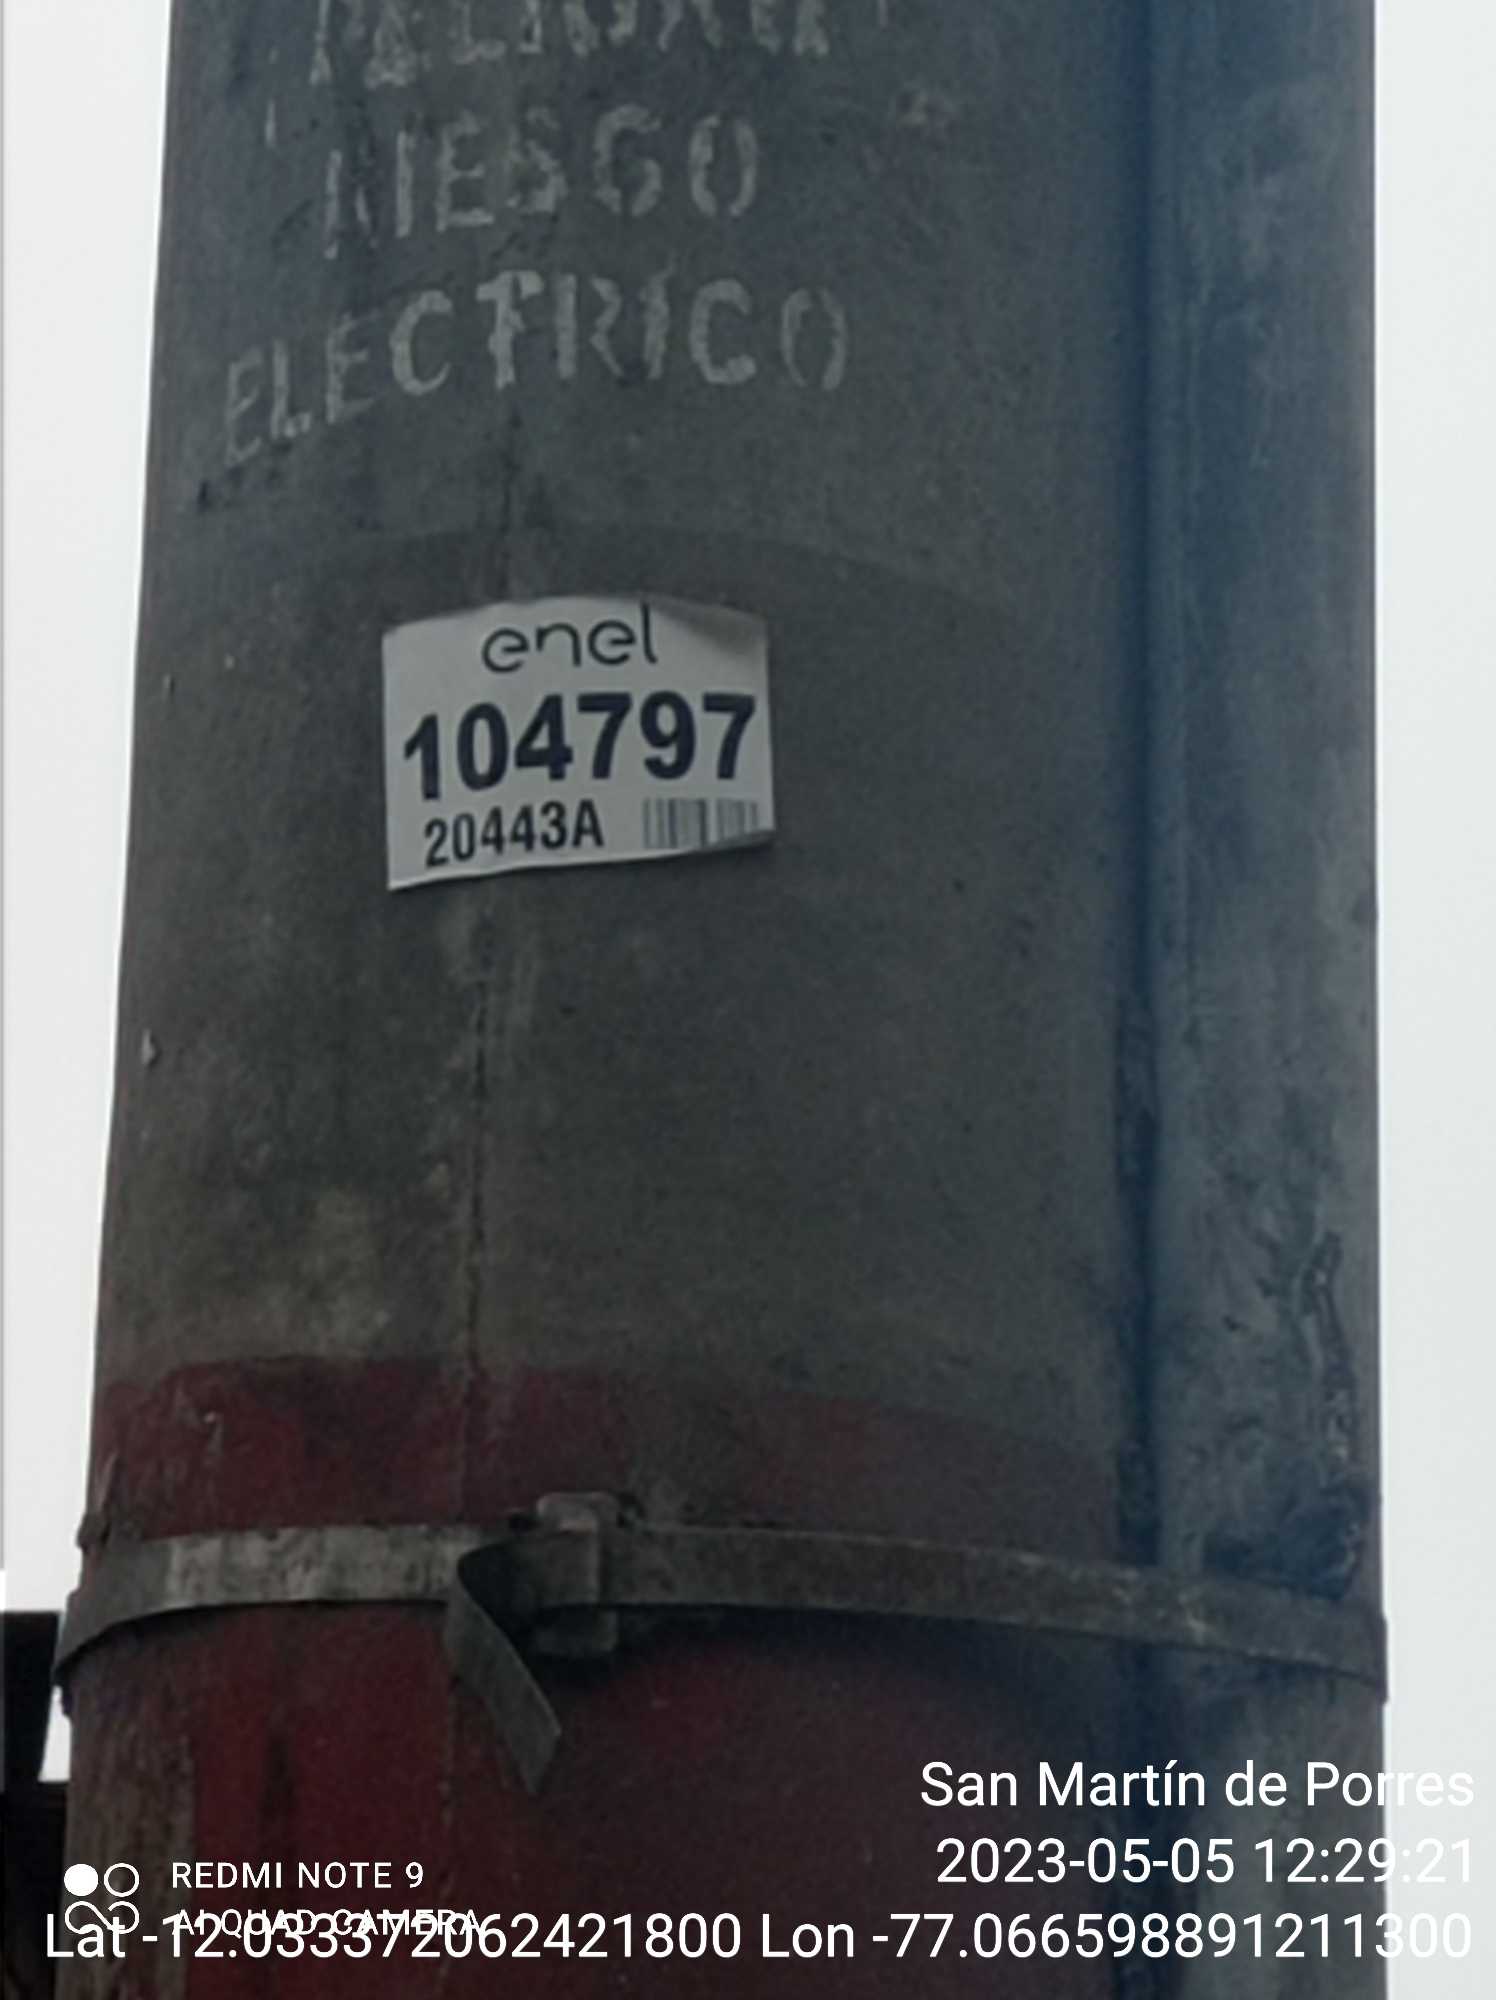 RIESGO
ELECTRICO
enel
104797
20443A
San Martín de Porres
2023-05-05 12:29:21
REDMI NOTE 9
AI QUAD CAMERA
Lat -12.033372062421800 Lon -77.066598891211300